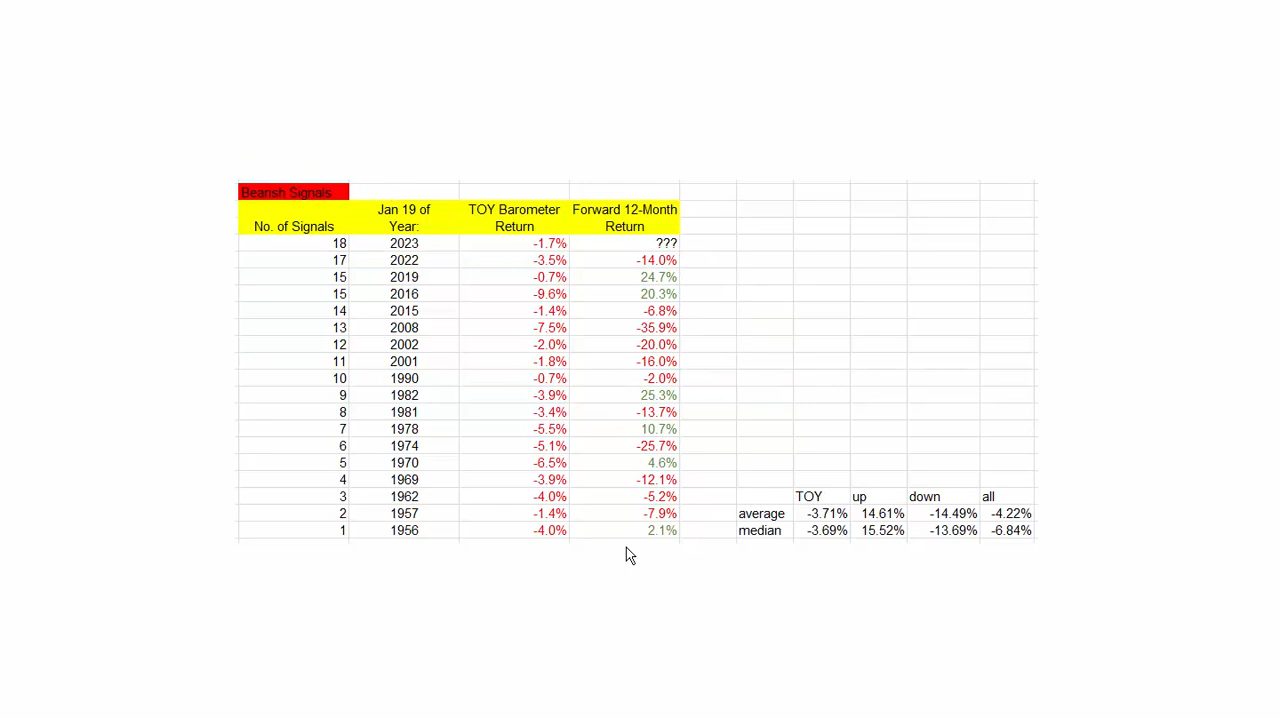 Bearish Signals
Jan 19 of TOY Barometer Forward 12-Month
No. of Signals Year: Return Return
18 2023 -1.7% ???
17 2022 -3.5% -14.0%
15 2019 -0.7% 24.7%
15 2016 -9.6% 20.3%
14 2015 -1.4% -6.8%
13 2008 -7.5% -35.9%
12 2002 -2.0% -20.0%
11 2001 -1.8% -16.0%
10 1990 -0.7% -2.0%
9 1982 -3.9% 25.3%
8 1981 -3.4% -13.7%
7 1978 -5.5% 10.7%
6 1974 -5.1% -25.7%
5 1970 -6.5% 4.6%
4 1969 -3.9% -12.1%
3 1962 -4.0% -5.2% TOY up down all
2 1957 -1.4% -7.9% average -3.71% 14.61% -14.49% -4.22%
1 1956 -4.0% 2.1% median -3.69% 15.52% -13.69% -6.84%